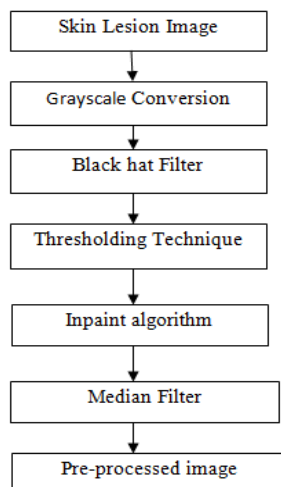 Skin Lesion Image
Grayscale Conversion
Black hat Filter
Thresholding Technique
Inpaint algorithm
Median Filter
Pre-processed image